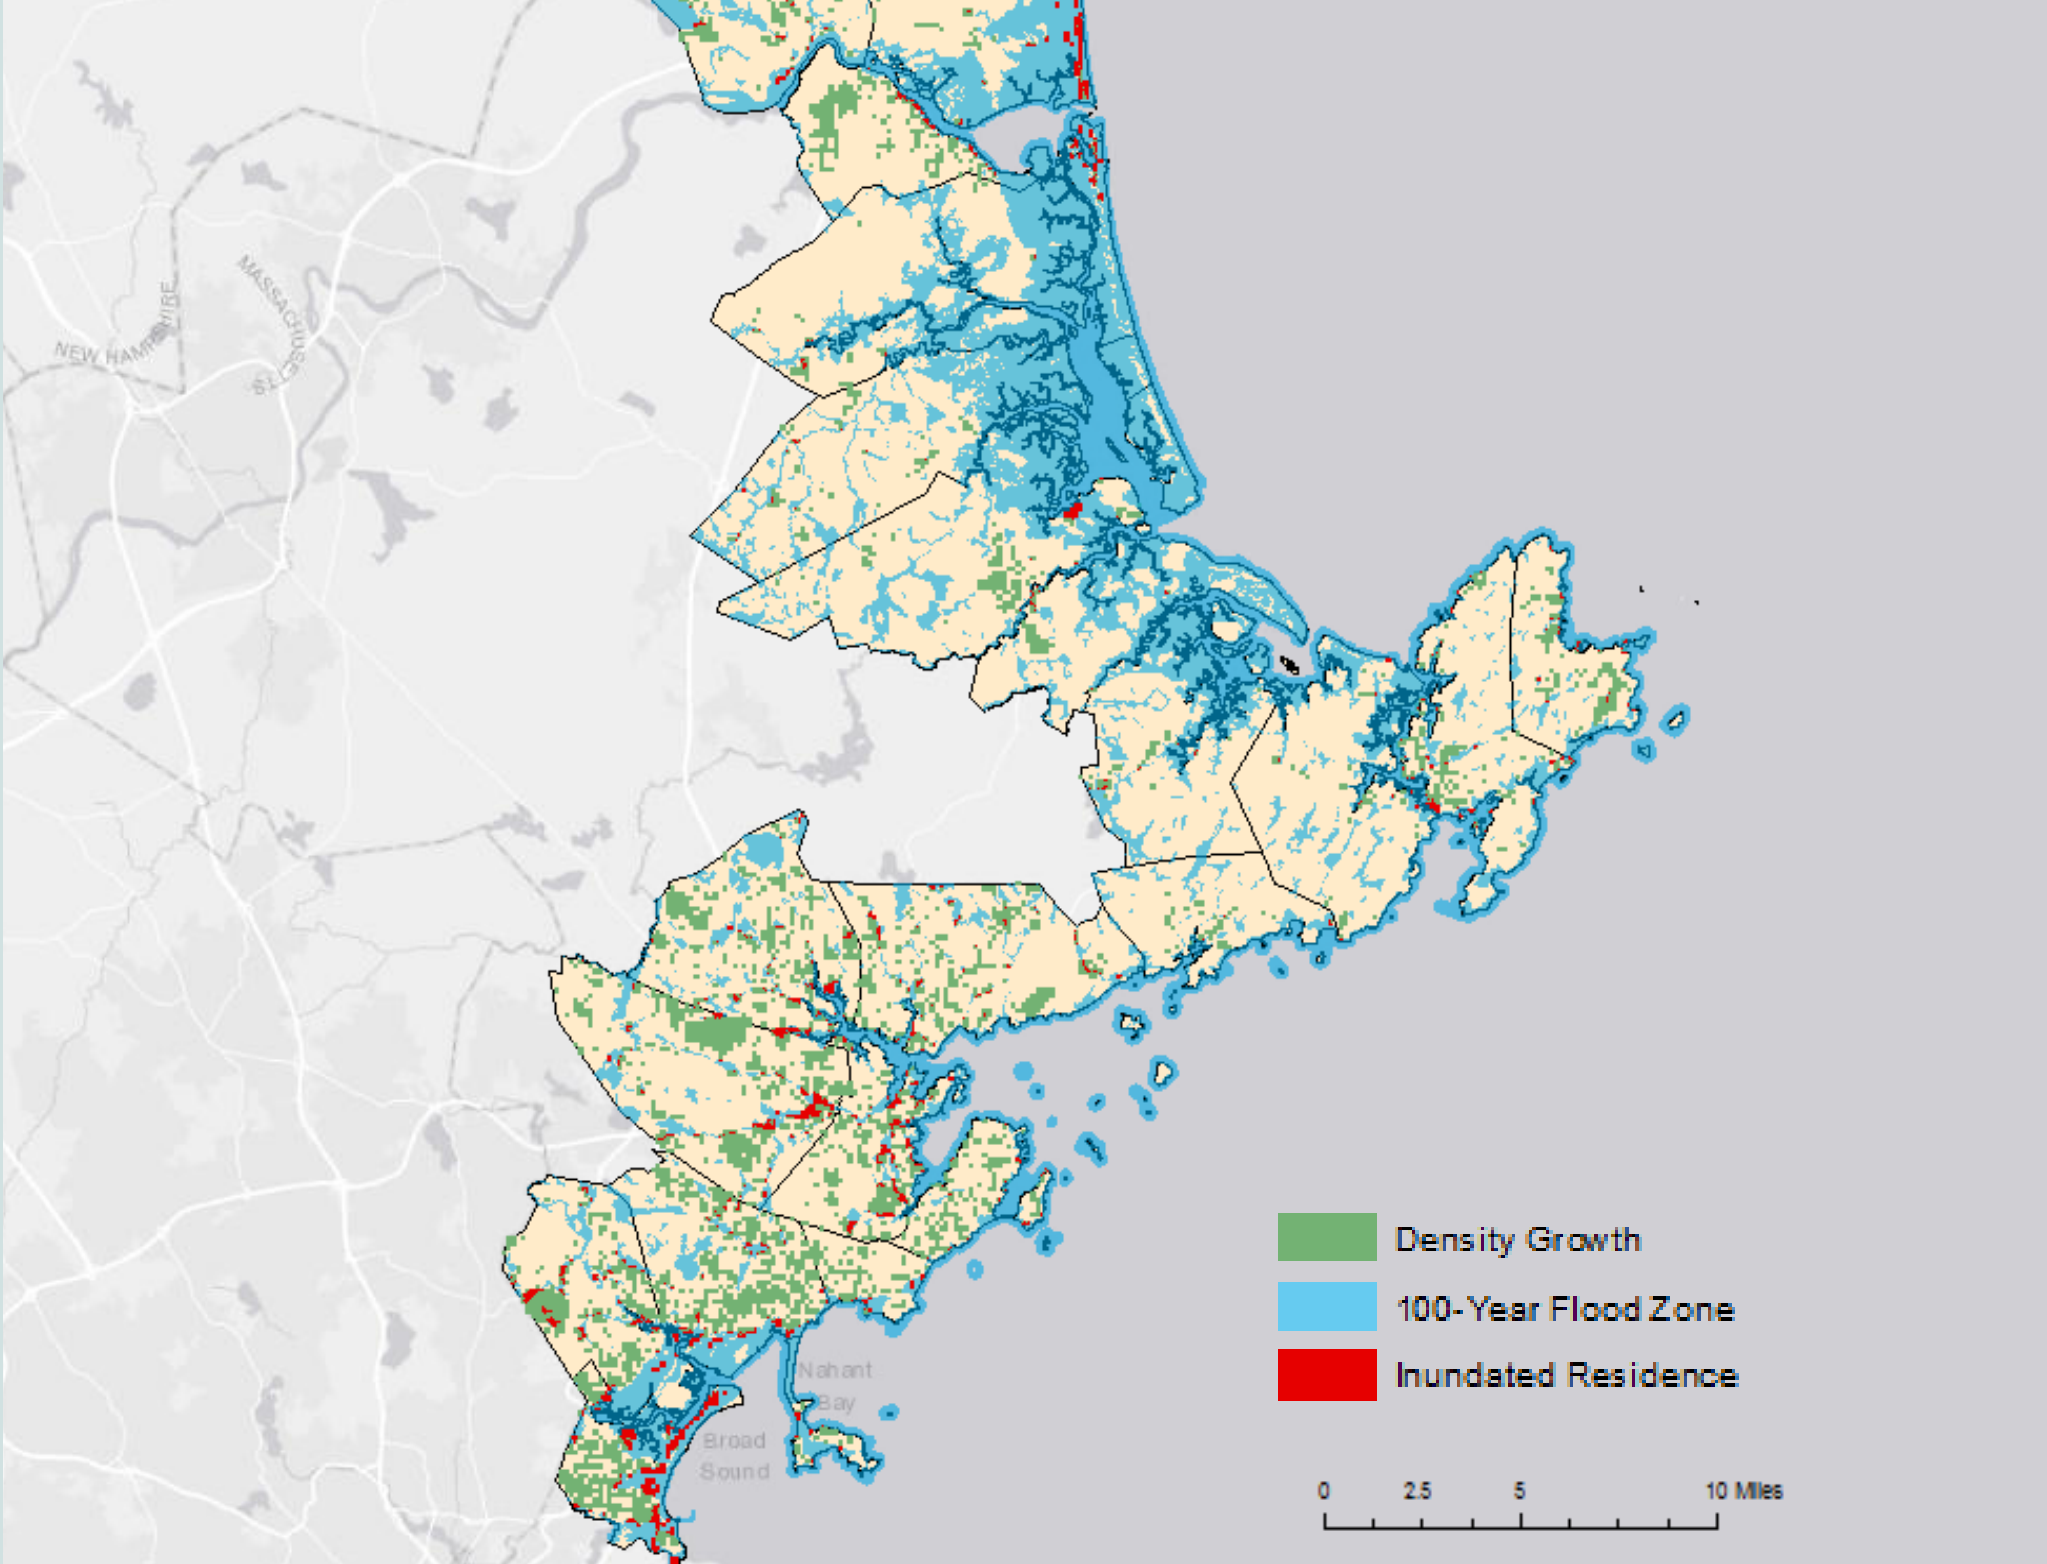 NEW HAMPSHIRE
MASSACHUSETTS
Density Growth
100-Year Flood Zone
Inundated Residence
Nahant
Bay
Broad
Sound
0 2.5 5 10 Miles